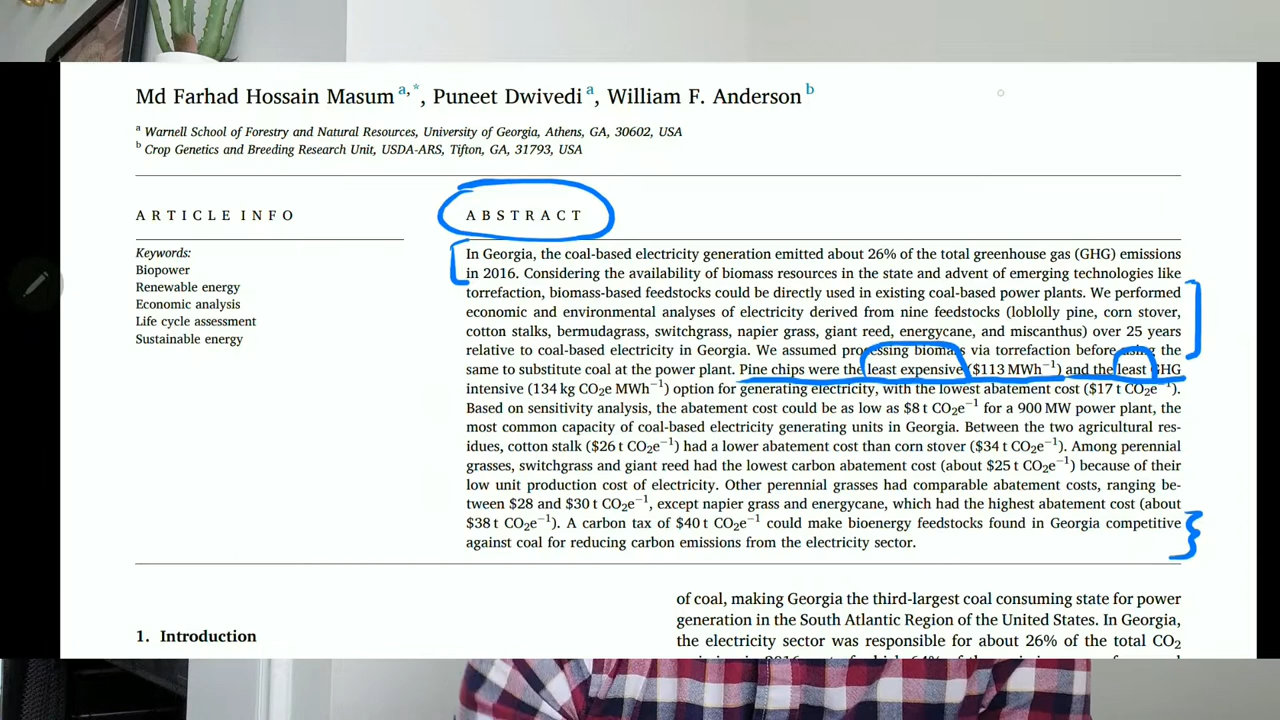 Md Farhad Hossain Masum a,*, Puneet Dwivedi a, William F. Anderson b
a Warnell School of Forestry and Natural Resources, University of Georgia, Athens, GA, 30602, USA
b Crop Genetics and Breeding Research Unit, USDA-ARS, Tifton, GA, 31793, USA
ARTICLE INFO
Keywords:
Biopower
Renewable energy
Economic analysis
Life cycle assessment
Sustainable energy
ABSTRACT
In Georgia, the coal-based electricity generation emitted about 26% of the total greenhouse gas (GHG) emissions
in 2016. Considering the availability of biomass resources in the state and advent of emerging technologies like
torrefaction, biomass-based feedstocks could be directly used in existing coal-based power plants. We performed
economic and environmental analyses of electricity derived from nine feedstocks (loblolly pine, corn stover,
cotton stalks, bermudagrass, switchgrass, napier grass, giant reed, energycane, and miscanthus) over 25 years
relative to coal-based electricity in Georgia. We assumed processing biomass via torrefaction before using the
same to substitute coal at the power plant. Pine chips were the least expensive ($113 MWh−1) and the least GHG
intensive (134 kg CO2e MWh−1) option for generating electricity, with the lowest abatement cost ($17 t CO2e−1).
Based on sensitivity analysis, the abatement cost could be as low as $8 t CO2e−1 for a 900 MW power plant, the
most common capacity of coal-based electricity generating units in Georgia. Between the two agricultural res-
idues, cotton stalk ($26 t CO2e−1) had a lower abatement cost than corn stover ($34 t CO2e−1). Among perennial
grasses, switchgrass and giant reed had the lowest carbon abatement cost (about $25 t CO2e−1) because of their
low unit production cost of electricity. Other perennial grasses had comparable abatement costs, ranging be-
tween $28 and $30 t CO2e−1, except napier grass and energycane, which had the highest abatement cost (about
$38 t CO2e−1). A carbon tax of $40 t CO2e−1 could make bioenergy feedstocks found in Georgia competitive
against coal for reducing carbon emissions from the electricity sector.
1. Introduction
of coal, making Georgia the third-largest coal consuming state for power
generation in the South Atlantic Region of the United States. In Georgia,
the electricity sector was responsible for about 26% of the total CO2